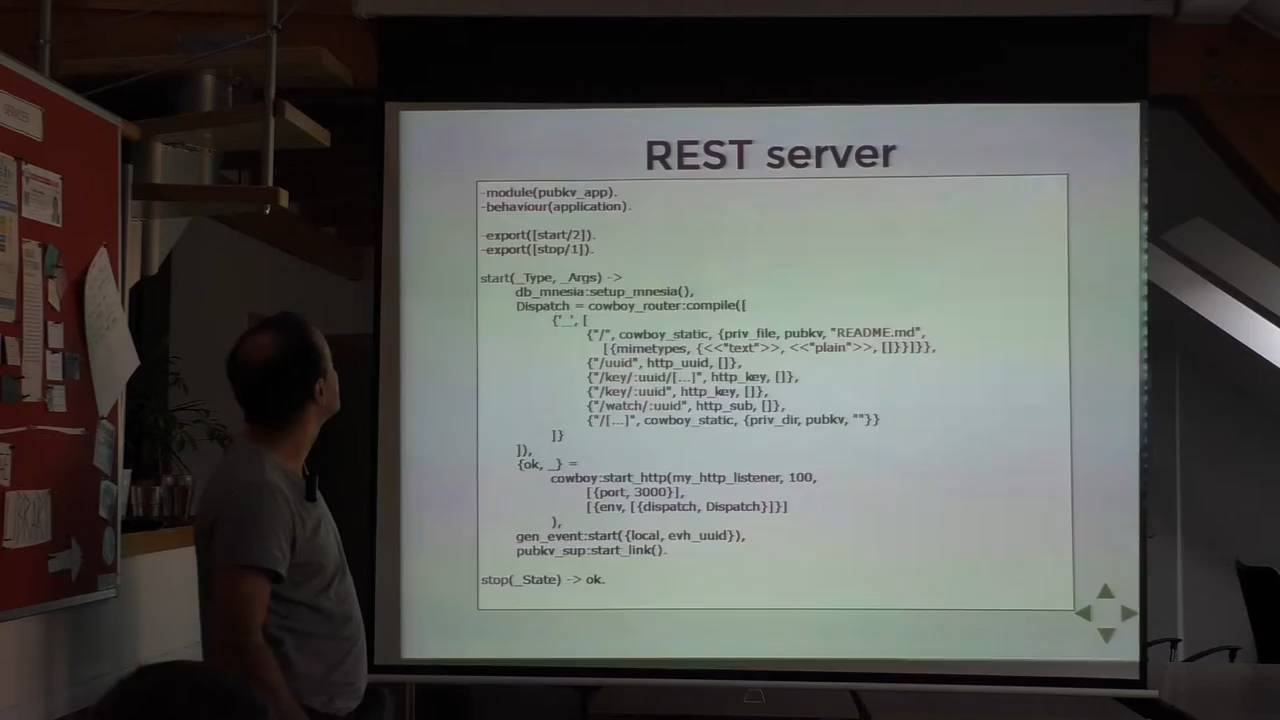 REST server
-module(pubkv_app).
-behaviour(application).
-export([start/2]).
-export([stop/1]).
start(_Type, _Args) ->
db_mnesia:setup_mnesia(),
Dispatch = cowboy_router:compile([
{'_', [
{"/", cowboy_static, {priv_file, pubkv, "README.md",
[{mimetypes, {<<"text">>, <<"plain">>, []}}]}},
{"/uuid", http_uuid, []},
{"/key/:uuid/[...]", http_key, []},
{"/key/:uuid", http_key, []},
{"/watch/:uuid", http_sub, []},
{"/[...]", cowboy_static, {priv_dir, pubkv, ""}}
]}
]),
{ok, _} =
cowboy:start_http(my_http_listener, 100,
[{port, 3000}],
[{env, [{dispatch, Dispatch}]}]
),
gen_event:start({local, evh_uuid}),
pubkv_sup:start_link().
stop(_State) -> ok.